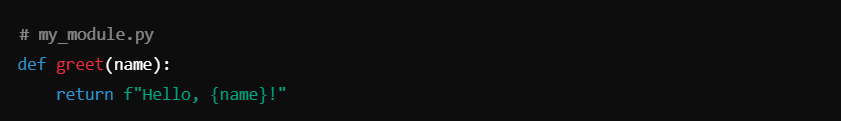 # my_module.py
def greet(name):
    return f"Hello, {name}!"